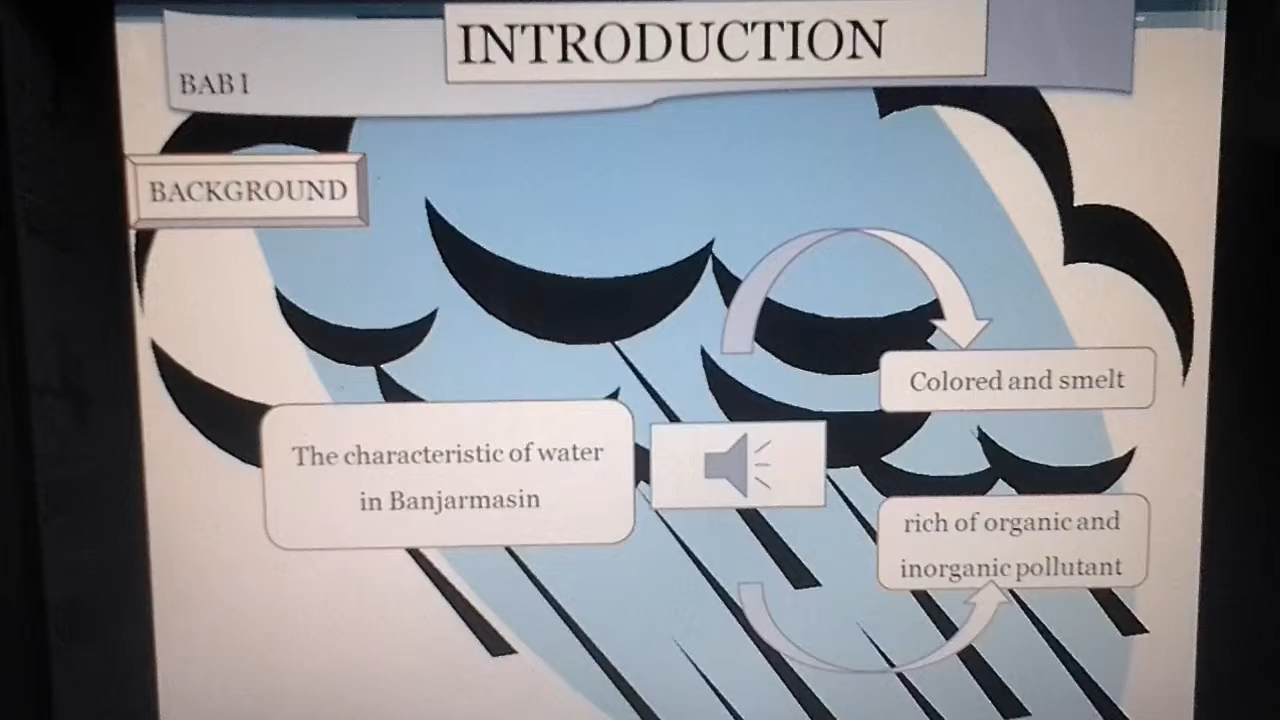 INTRODUCTION
BAB I
BACKGROUND
Colored and smelt
The characteristic of water
in Banjarmasin
rich of organic and
inorganic pollutant